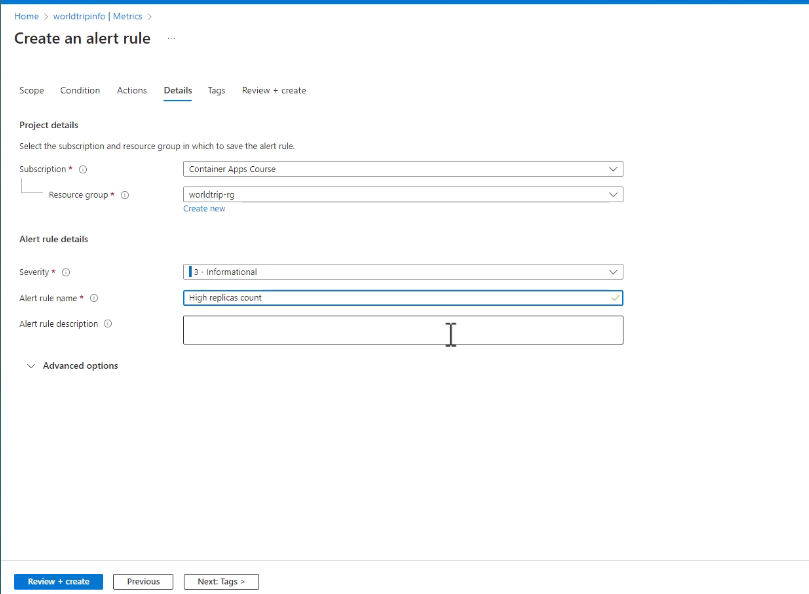 Home > worldtripinfo | Metrics >
Create an alert rule ...
Scope Condition Actions Details Tags Review + create
Project details
Select the subscription and resource group in which to save the alert rule.
Subscription * Container Apps Course
Resource group * worldtrip-rg
Create new
Alert rule details
Severity * 3 - Informational
Alert rule name * High replicas count
Alert rule description
Advanced options
Review + create Previous Next: Tags >